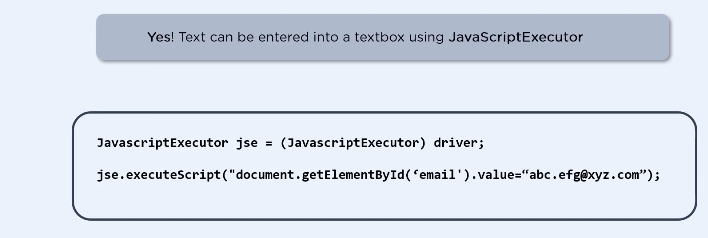 Yes! Text can be entered into a textbox using JavaScriptExecutor
JavascriptExecutor jse = (JavascriptExecutor) driver;
jse.executeScript("document.getElementById(‘email').value=“abc.efg@xyz.com”);